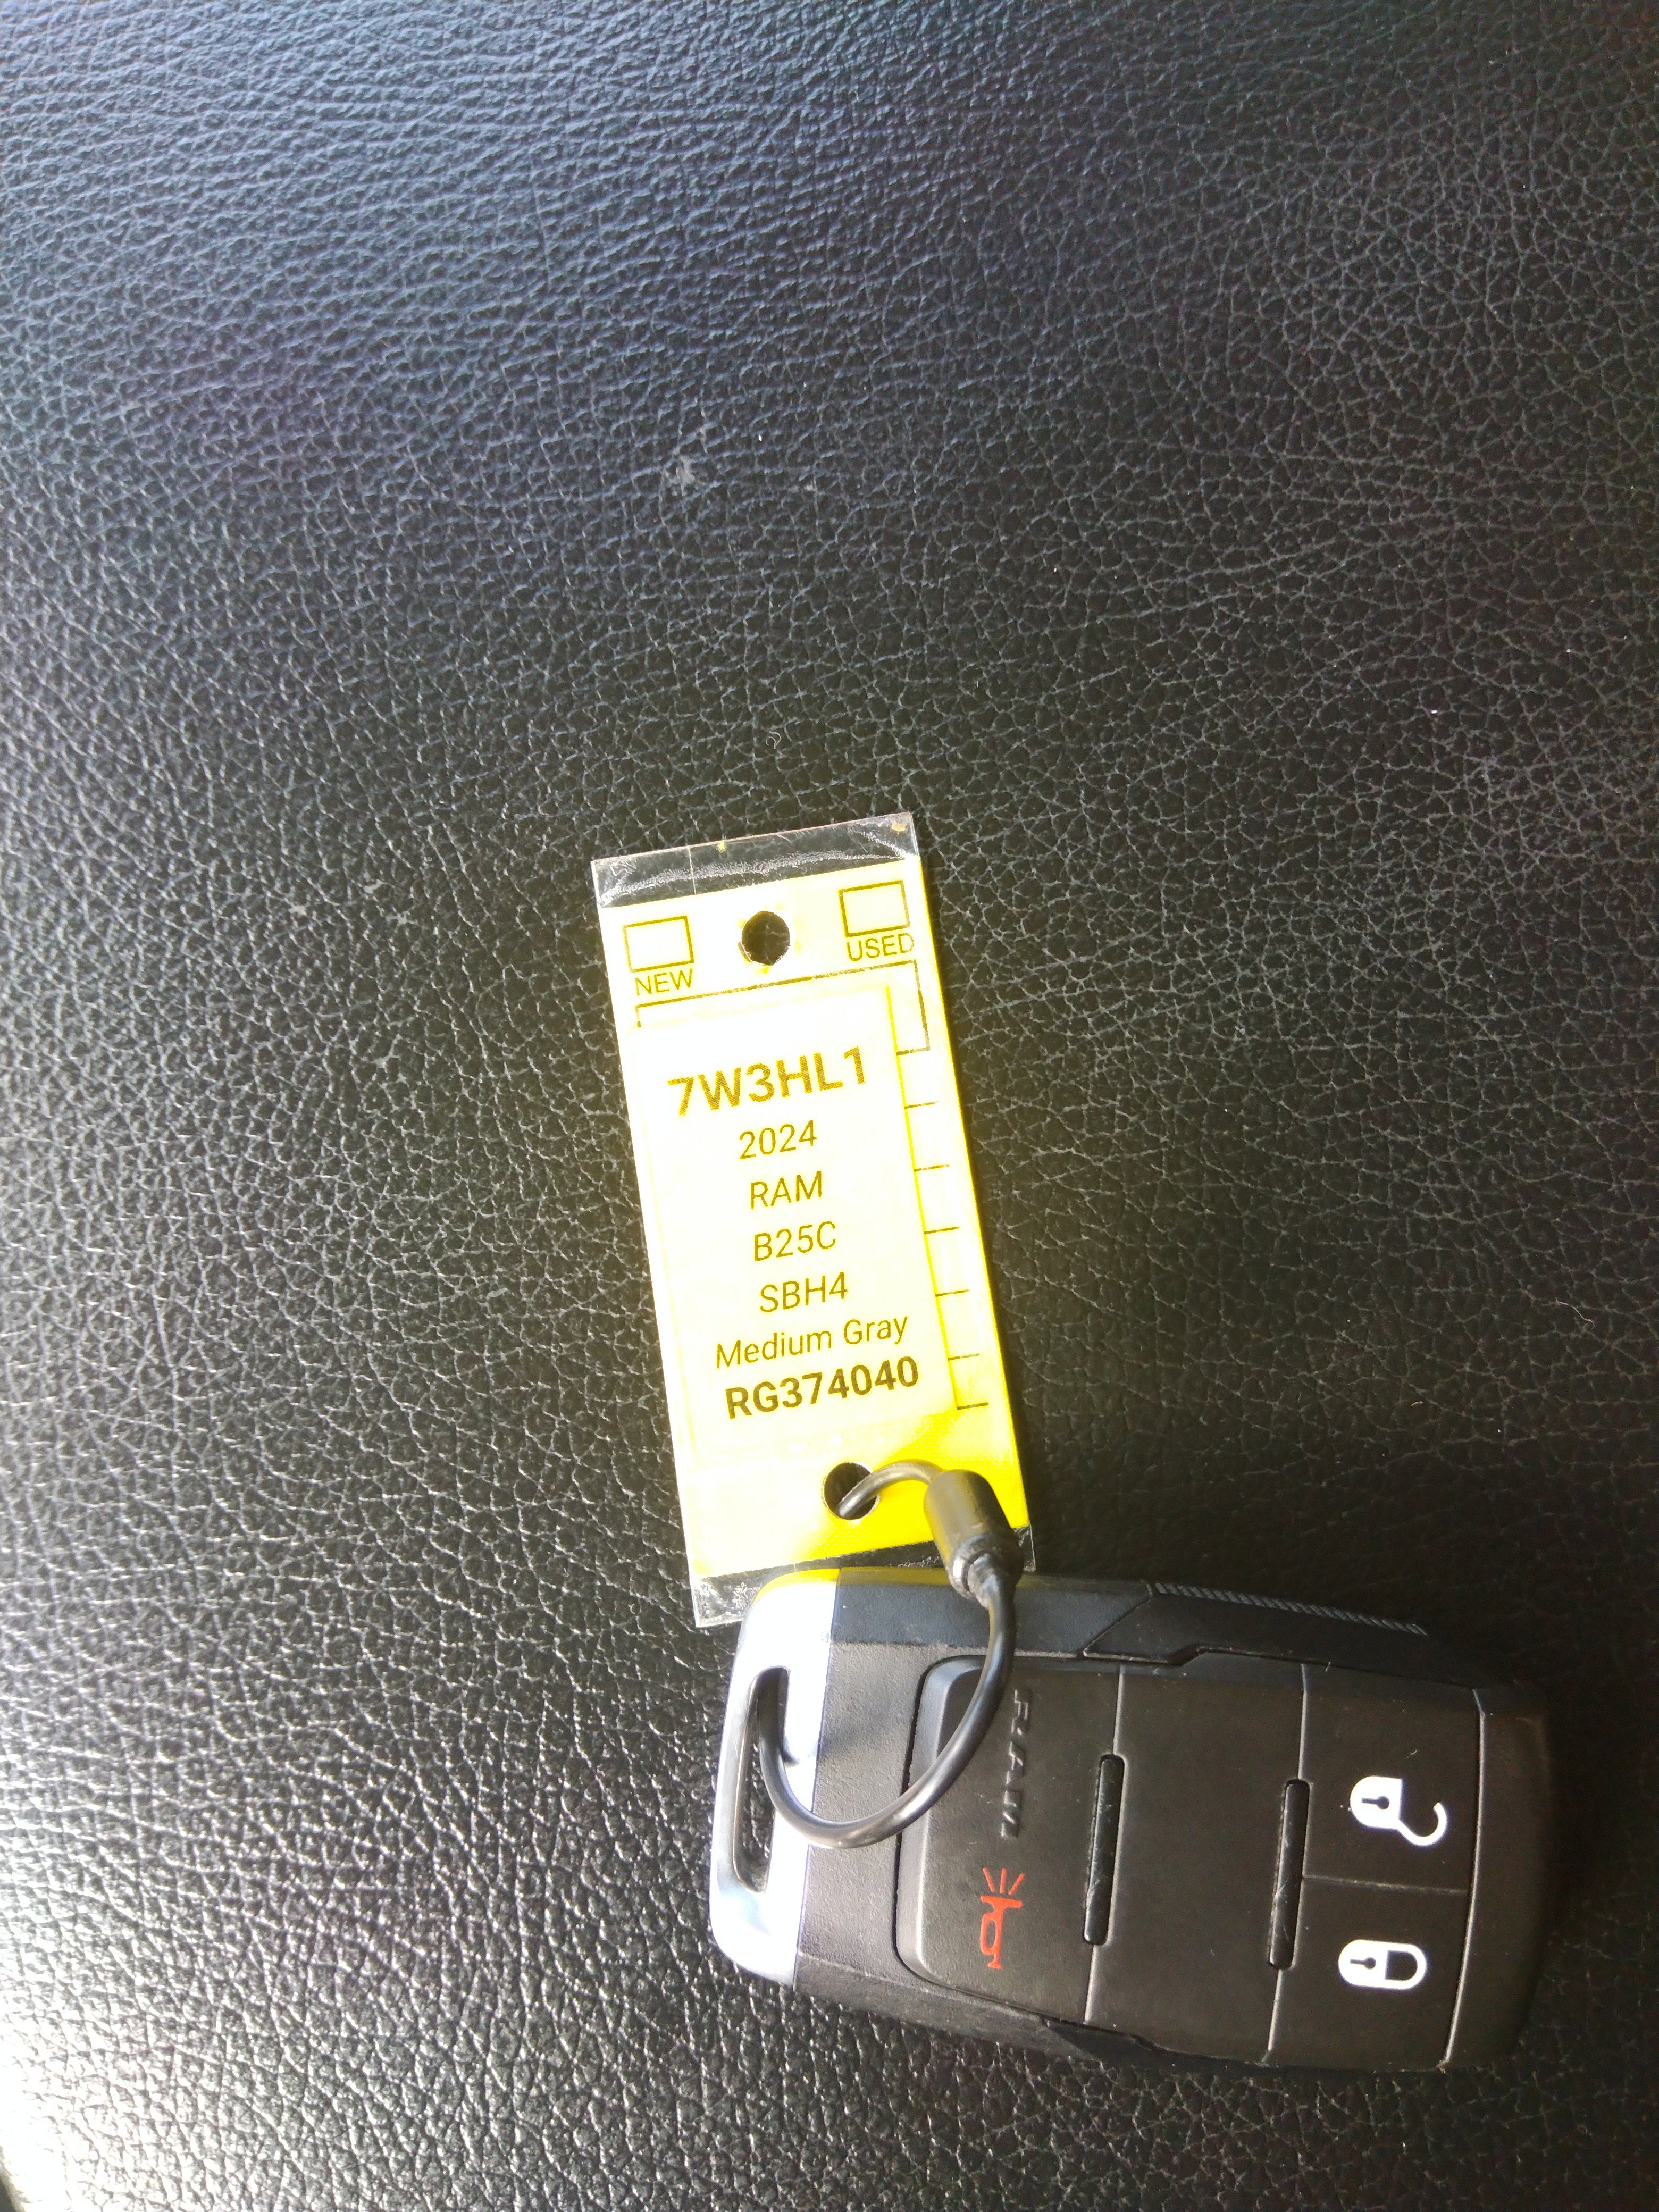 NEW USED
7W3HL1
2024
RAM
B25C
SBH4
Medium Gray
RG374040
RAM